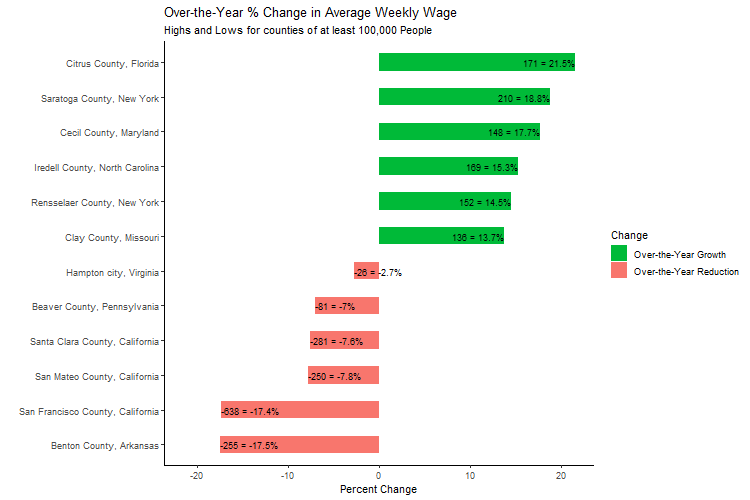 Over-the-Year % Change in Average Weekly Wage
Highs and Lows for counties of at least 100,000 People
Citrus County, Florida
171 = 21.5%
Saratoga County, New York
210 = 18.8%
Cecil County, Maryland
148 = 17.7%
Iredell County, North Carolina
169 = 15.3%
Rensselaer County, New York
152 = 14.5%
Clay County, Missouri
136 = 13.7%
Hampton city, Virginia
-26 = -2.7%
Beaver County, Pennsylvania
-81 = -7%
Santa Clara County, California
-281 = -7.6%
San Mateo County, California
-250 = -7.8%
San Francisco County, California
-638 = -17.4%
Benton County, Arkansas
-255 = -17.5%
-20
-10
0
10
20
Percent Change
Change
Over-the-Year Growth
Over-the-Year Reduction